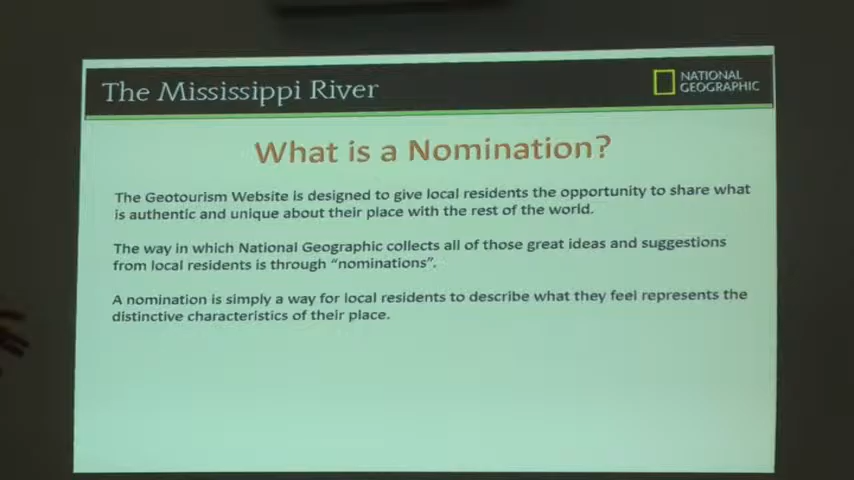 The Mississippi River
NATIONAL
GEOGRAPHIC
What is a Nomination?
The Geotourism Website is designed to give local residents the opportunity to share what
is authentic and unique about their place with the rest of the world.
The way in which National Geographic collects all of those great ideas and suggestions
from local residents is through “nominations”.
A nomination is simply a way for local residents to describe what they feel represents the
distinctive characteristics of their place.